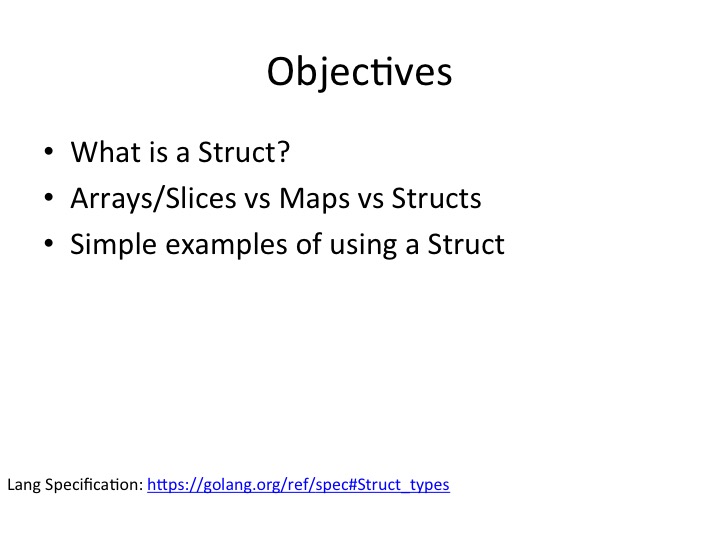 Objectives
• What is a Struct?
• Arrays/Slices vs Maps vs Structs
• Simple examples of using a Struct
Lang Specification: https://golang.org/ref/spec#Struct_types